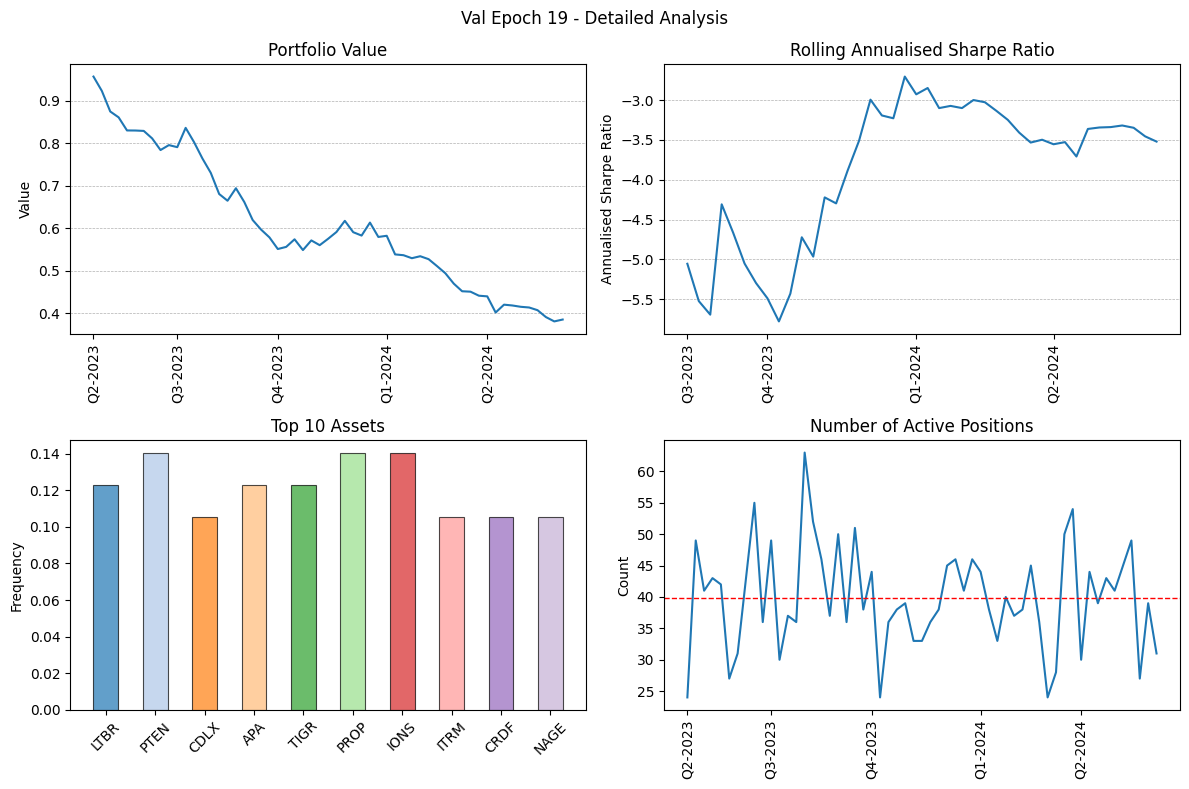 Val Epoch 19 - Detailed Analysis
Portfolio Value
Value
0.9
0.8
0.7
0.6
0.5
0.4
Q2-2023
Q3-2023
Q4-2023
Q1-2024
Q2-2024
Rolling Annualised Sharpe Ratio
Annualised Sharpe Ratio
−3.0
−3.5
−4.0
−4.5
−5.0
−5.5
Q3-2023
Q4-2023
Q1-2024
Q2-2024
Top 10 Assets
Frequency
0.14
0.12
0.10
0.08
0.06
0.04
0.02
0.00
LTBR
PTEN
CDLX
APA
TIGR
PROP
IONS
ITRM
CRDF
NAGE
Number of Active Positions
Count
60
55
50
45
40
35
30
25
Q2-2023
Q3-2023
Q4-2023
Q1-2024
Q2-2024